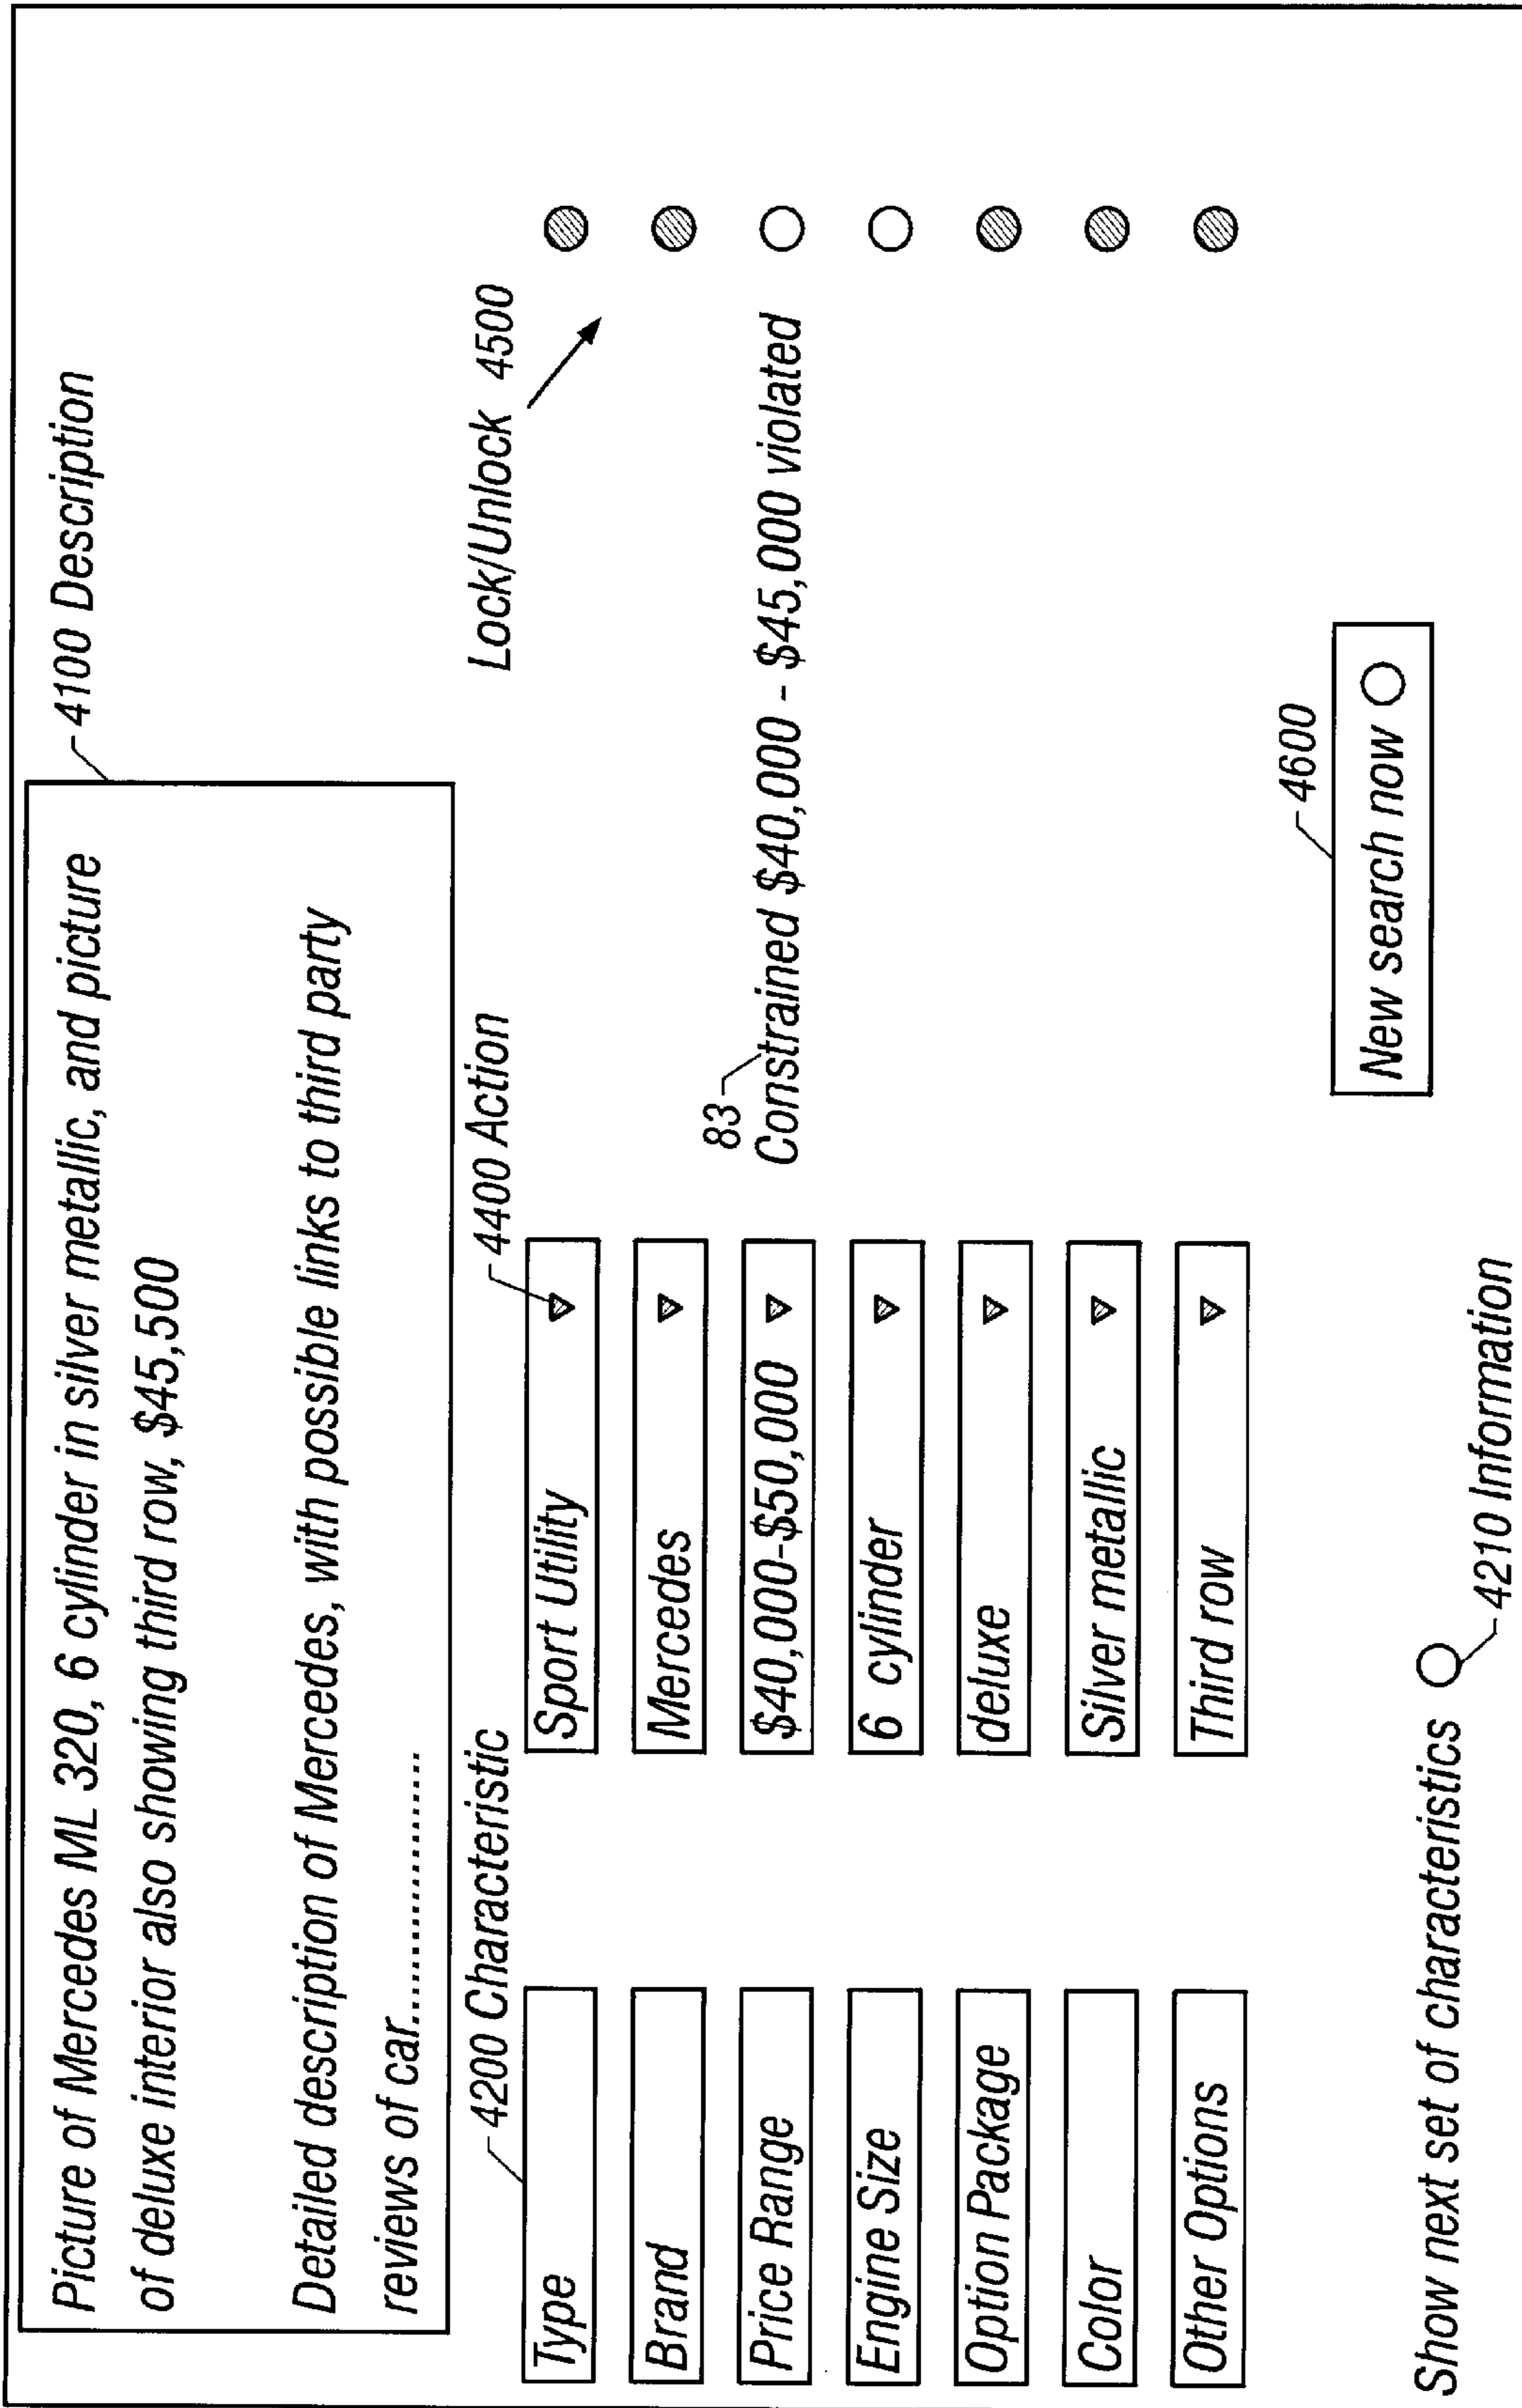 4100 Description
Picture of Mercedes ML 320, 6 cylinder in silver metallic, and picture
of deluxe interior also showing third row, $45,500
Detailed description of Mercedes, with possible links to third party
reviews of car..................
4200 Characteristic
4400 Action
Lock/Unlock 4500
Type
Sport Utility
Brand
Mercedes
83
Price Range
$40,000-$50,000
Constrained $40,000 - $45,000 violated
Engine Size
6 cylinder
Option Package
deluxe
Color
Silver metallic
Other Options
Third row
4600
New search now
Show next set of characteristics
4210 Information